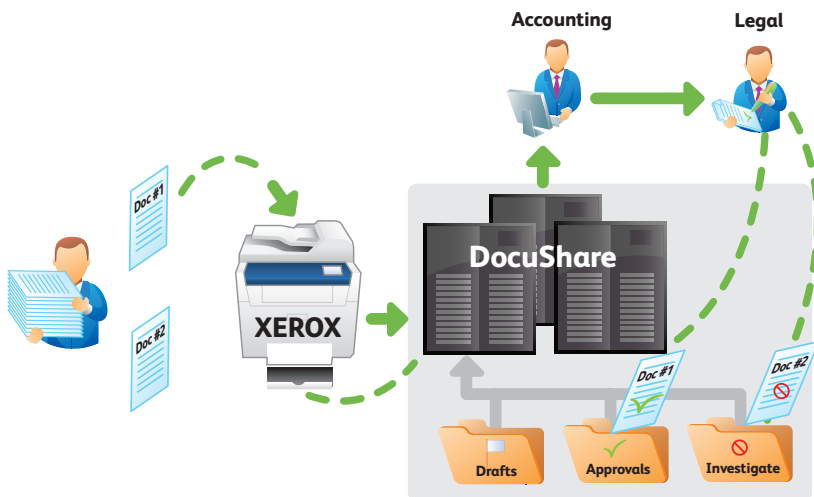 Accounting
Legal
Doc #1
DocuShare
XEROX
Doc #2
Doc #1
Doc #2
Drafts
Approvals
Investigate